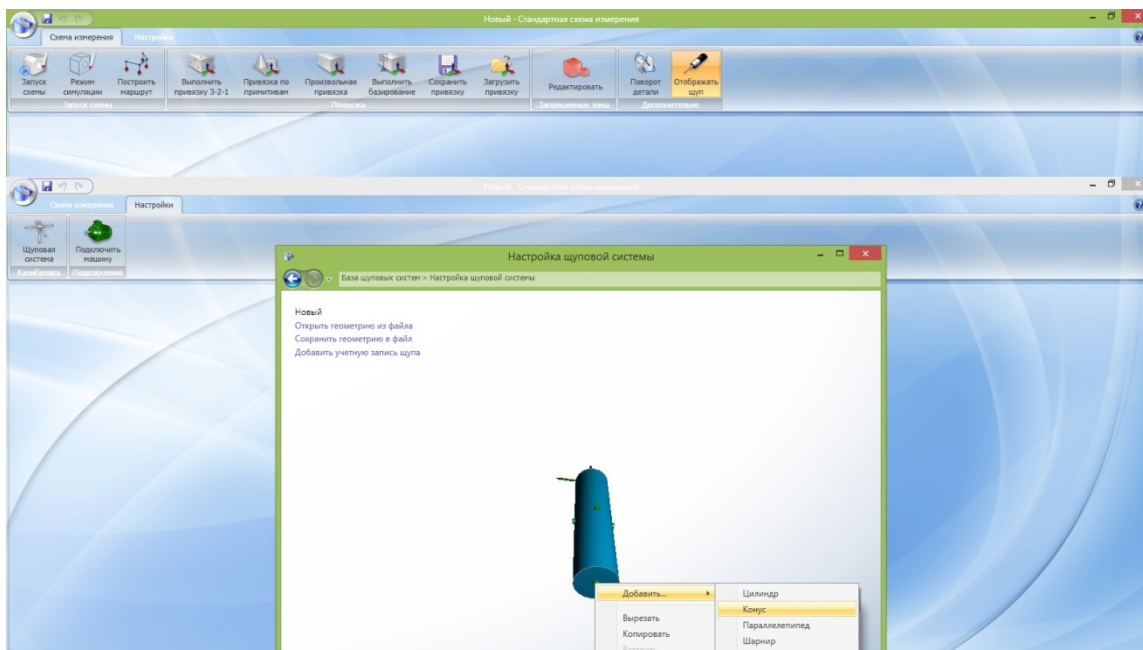 Новый - Стандартная схема измерения
Схема измерения Настройки
Запуск схемы Режим симуляции Построить маршрут Выполнить привязку 3-2-1 Привязка по примитивам Произвольная привязка Выполнить базирование Сохранить привязку Загрузить привязку Редактировать Поворот детали Отображать щуп
Запуск схемы Привязка Запрещенные зоны Дополнительно
Новый - Стандартная схема измерения
Схема измерения Настройки
Щуповая система Подключить машину
Калибровка Подключение
Настройка щуповой системы
База щуповых систем > Настройка щуповой системы
Новый
Открыть геометрию из файла
Сохранить геометрию в файл
Добавить учетную запись щупа
Добавить... Цилиндр
Конус
Вырезать Параллелепипед
Копировать Шарнир
Вставить